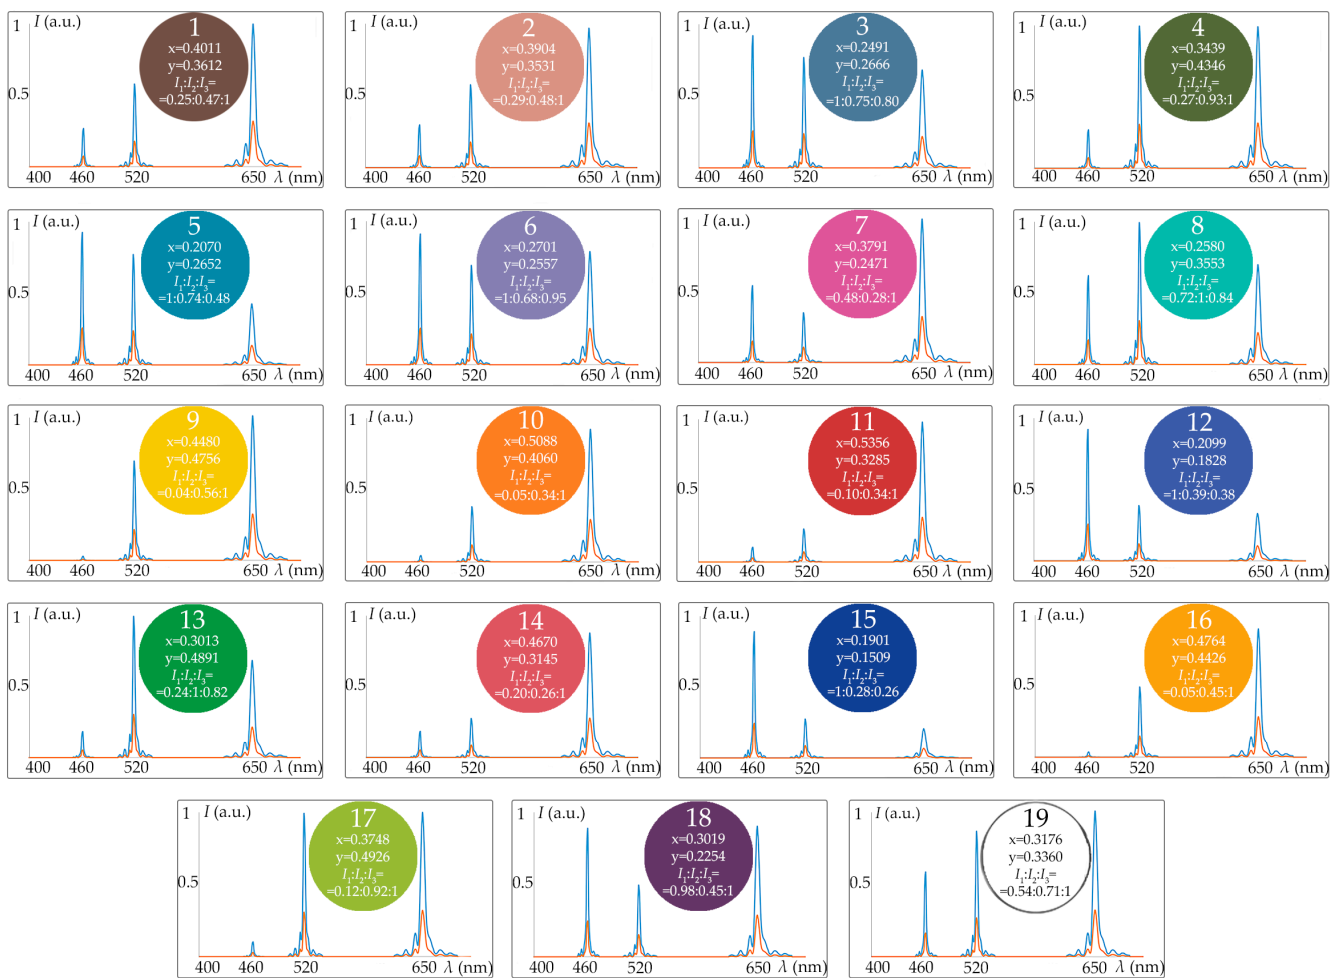 1 I (a.u.)
1
x=0.4011
y=0.3612
I1:I2:I3=
=0.25:0.47:1
0.5
400 460 520 650 λ (nm)
1 I (a.u.)
2
x=0.3904
y=0.3531
I1:I2:I3=
=0.29:0.48:1
0.5
400 460 520 650 λ (nm)
1 I (a.u.)
3
x=0.2491
y=0.2666
I1:I2:I3=
=1:0.75:0.80
0.5
400 460 520 650 λ (nm)
1 I (a.u.)
4
x=0.3439
y=0.4346
I1:I2:I3=
=0.27:0.93:1
0.5
400 460 520 650 λ (nm)
1 I (a.u.)
5
x=0.2070
y=0.2652
I1:I2:I3=
=1:0.74:0.48
0.5
400 460 520 650 λ (nm)
1 I (a.u.)
6
x=0.2701
y=0.2557
I1:I2:I3=
=1:0.68:0.95
0.5
400 460 520 650 λ (nm)
1 I (a.u.)
7
x=0.3791
y=0.2471
I1:I2:I3=
=0.48:0.28:1
0.5
400 460 520 650 λ (nm)
1 I (a.u.)
8
x=0.2580
y=0.3553
I1:I2:I3=
=0.72:1:0.84
0.5
400 460 520 650 λ (nm)
1 I (a.u.)
9
x=0.4480
y=0.4756
I1:I2:I3=
=0.04:0.56:1
0.5
400 460 520 650 λ (nm)
1 I (a.u.)
10
x=0.5088
y=0.4060
I1:I2:I3=
=0.05:0.34:1
0.5
400 460 520 650 λ (nm)
1 I (a.u.)
11
x=0.5356
y=0.3285
I1:I2:I3=
=0.10:0.34:1
0.5
400 460 520 650 λ (nm)
1 I (a.u.)
12
x=0.2099
y=0.1828
I1:I2:I3=
=1:0.39:0.38
0.5
400 460 520 650 λ (nm)
1 I (a.u.)
13
x=0.3013
y=0.4891
I1:I2:I3=
=0.24:1:0.82
0.5
400 460 520 650 λ (nm)
1 I (a.u.)
14
x=0.4670
y=0.3145
I1:I2:I3=
=0.20:0.26:1
0.5
400 460 520 650 λ (nm)
1 I (a.u.)
15
x=0.1901
y=0.1509
I1:I2:I3=
=1:0.28:0.26
0.5
400 460 520 650 λ (nm)
1 I (a.u.)
16
x=0.4764
y=0.4426
I1:I2:I3=
=0.05:0.45:1
0.5
400 460 520 650 λ (nm)
1 I (a.u.)
17
x=0.3748
y=0.4926
I1:I2:I3=
=0.12:0.92:1
0.5
400 460 520 650 λ (nm)
1 I (a.u.)
18
x=0.3019
y=0.2254
I1:I2:I3=
=0.98:0.45:1
0.5
400 460 520 650 λ (nm)
1 I (a.u.)
19
x=0.3176
y=0.3360
I1:I2:I3=
=0.54:0.71:1
0.5
400 460 520 650 λ (nm)